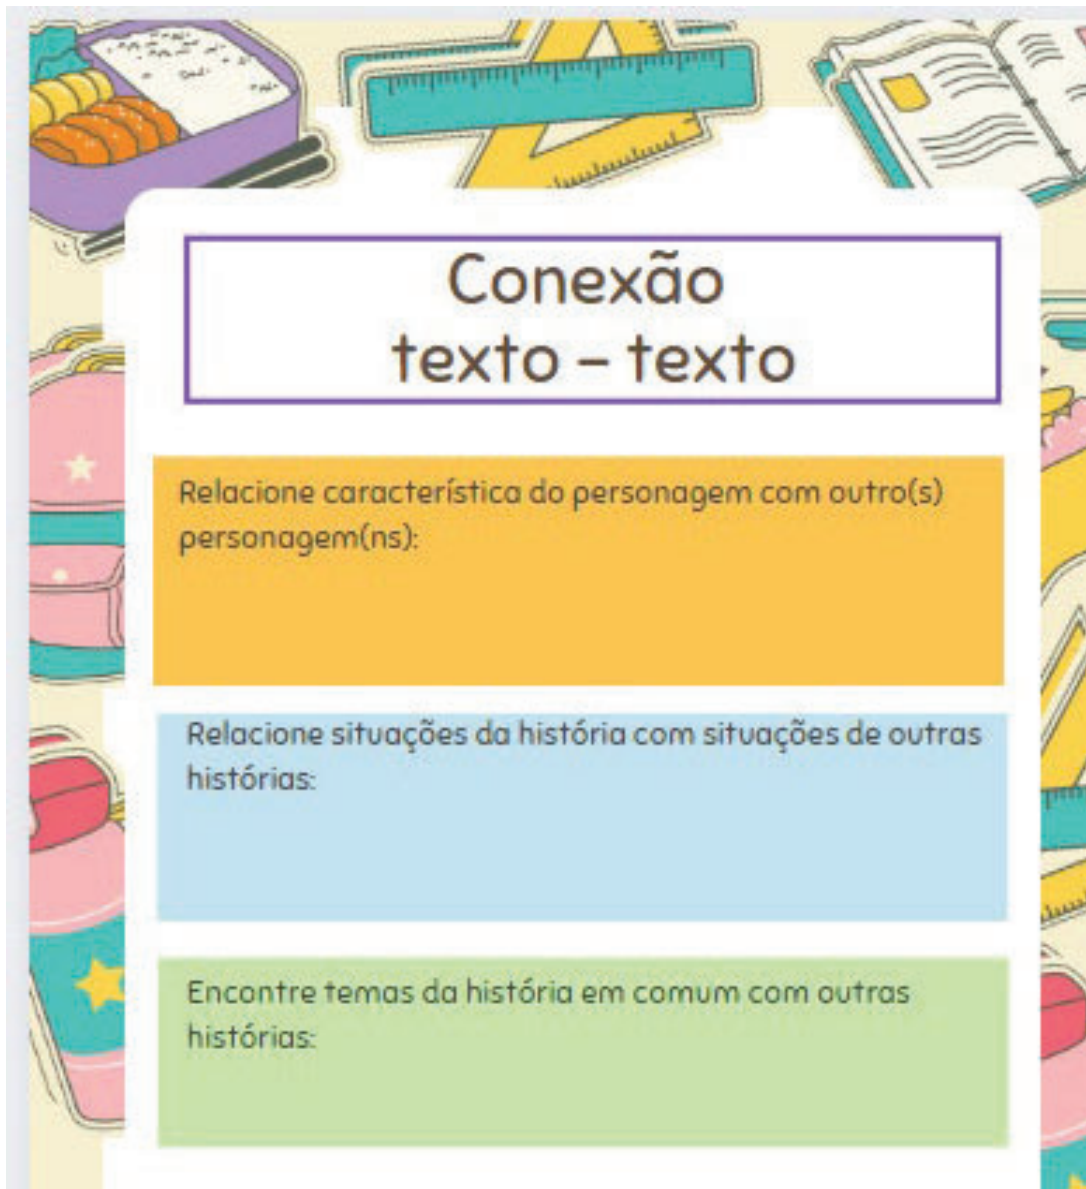 Conexão
texto – texto
Relacione característica do personagem com outro(s)
personagem(ns):
Relacione situações da história com situações de outras
histórias:
Encontre temas da história em comum com outras
histórias: